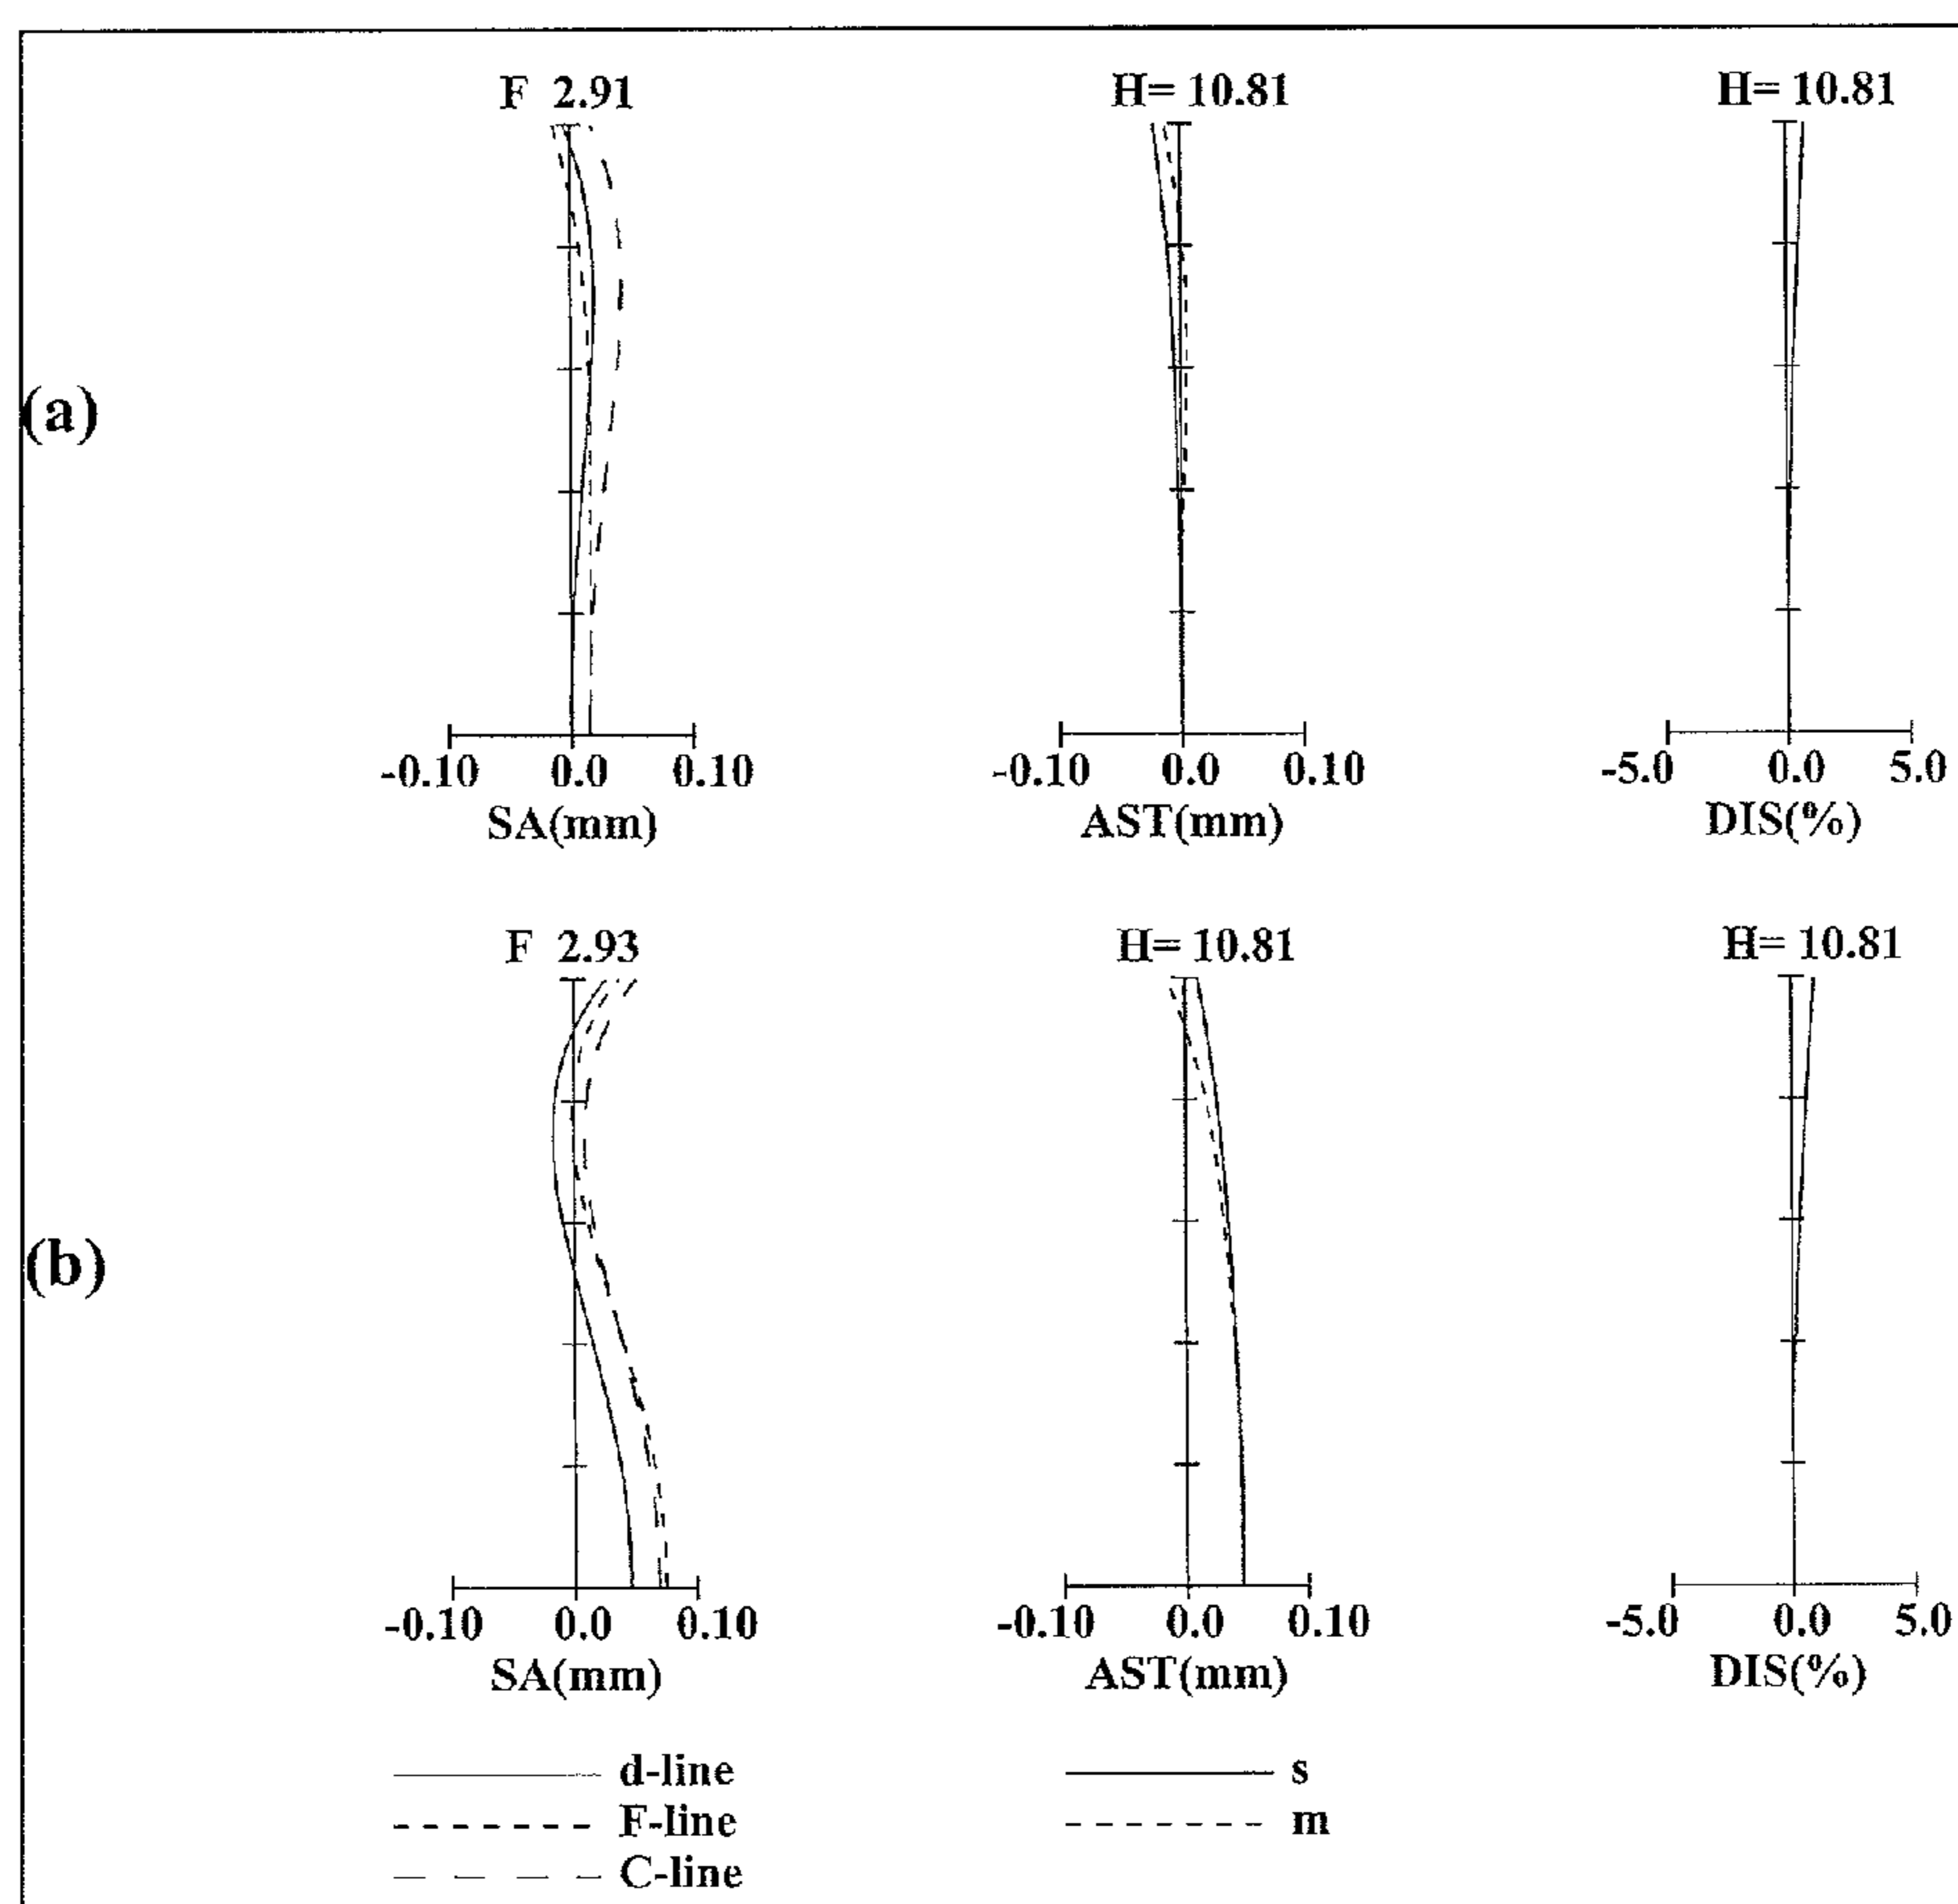 F 2.91 H= 10.81 H= 10.81
(a)
-0.10 0.0 0.10 -0.10 0.0 0.10 -5.0 0.0 5.0
SA(mm) AST(mm) DIS(%)
F 2.93 H= 10.81 H= 10.81
(b)
-0.10 0.0 0.10 -0.10 0.0 0.10 -5.0 0.0 5.0
SA(mm) AST(mm) DIS(%)
d-line s
F-line m
C-line